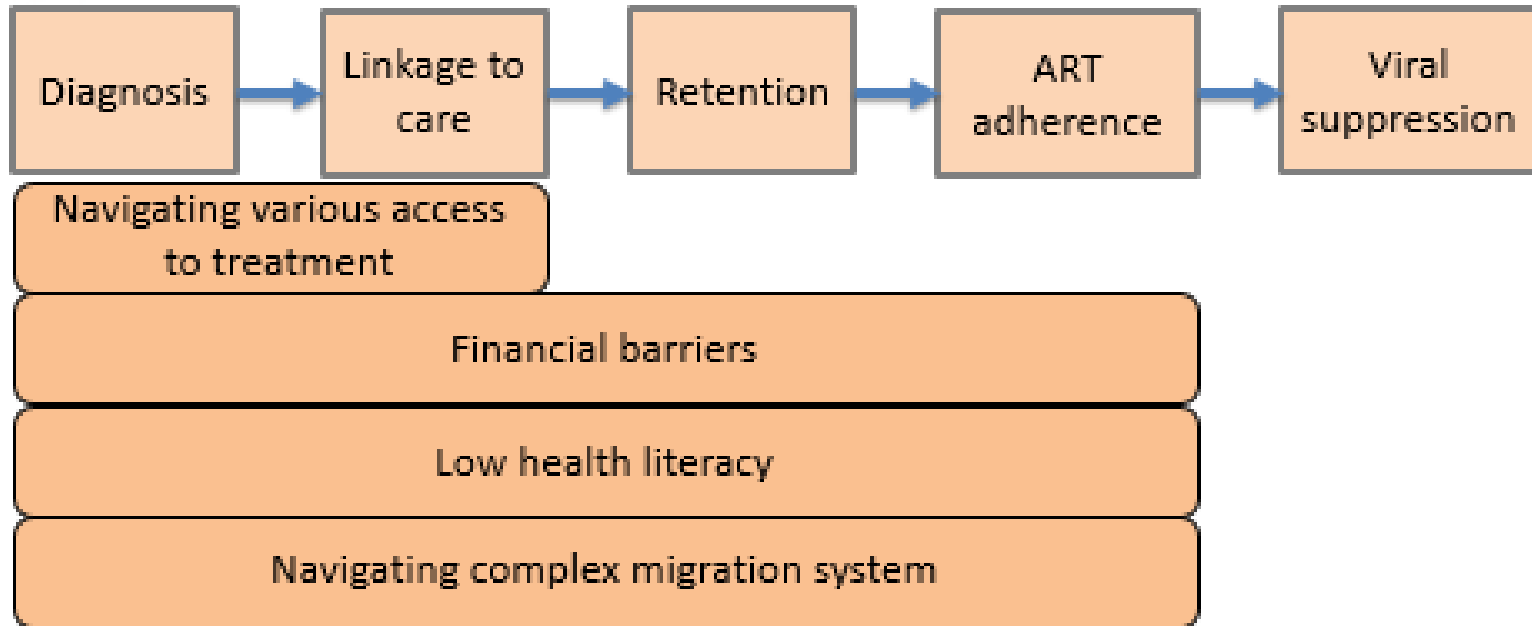 Diagnosis
Linkage to
care
Retention
ART
adherence
Viral
suppression
Navigating various access
to treatment
Financial barriers
Low health literacy
Navigating complex migration system